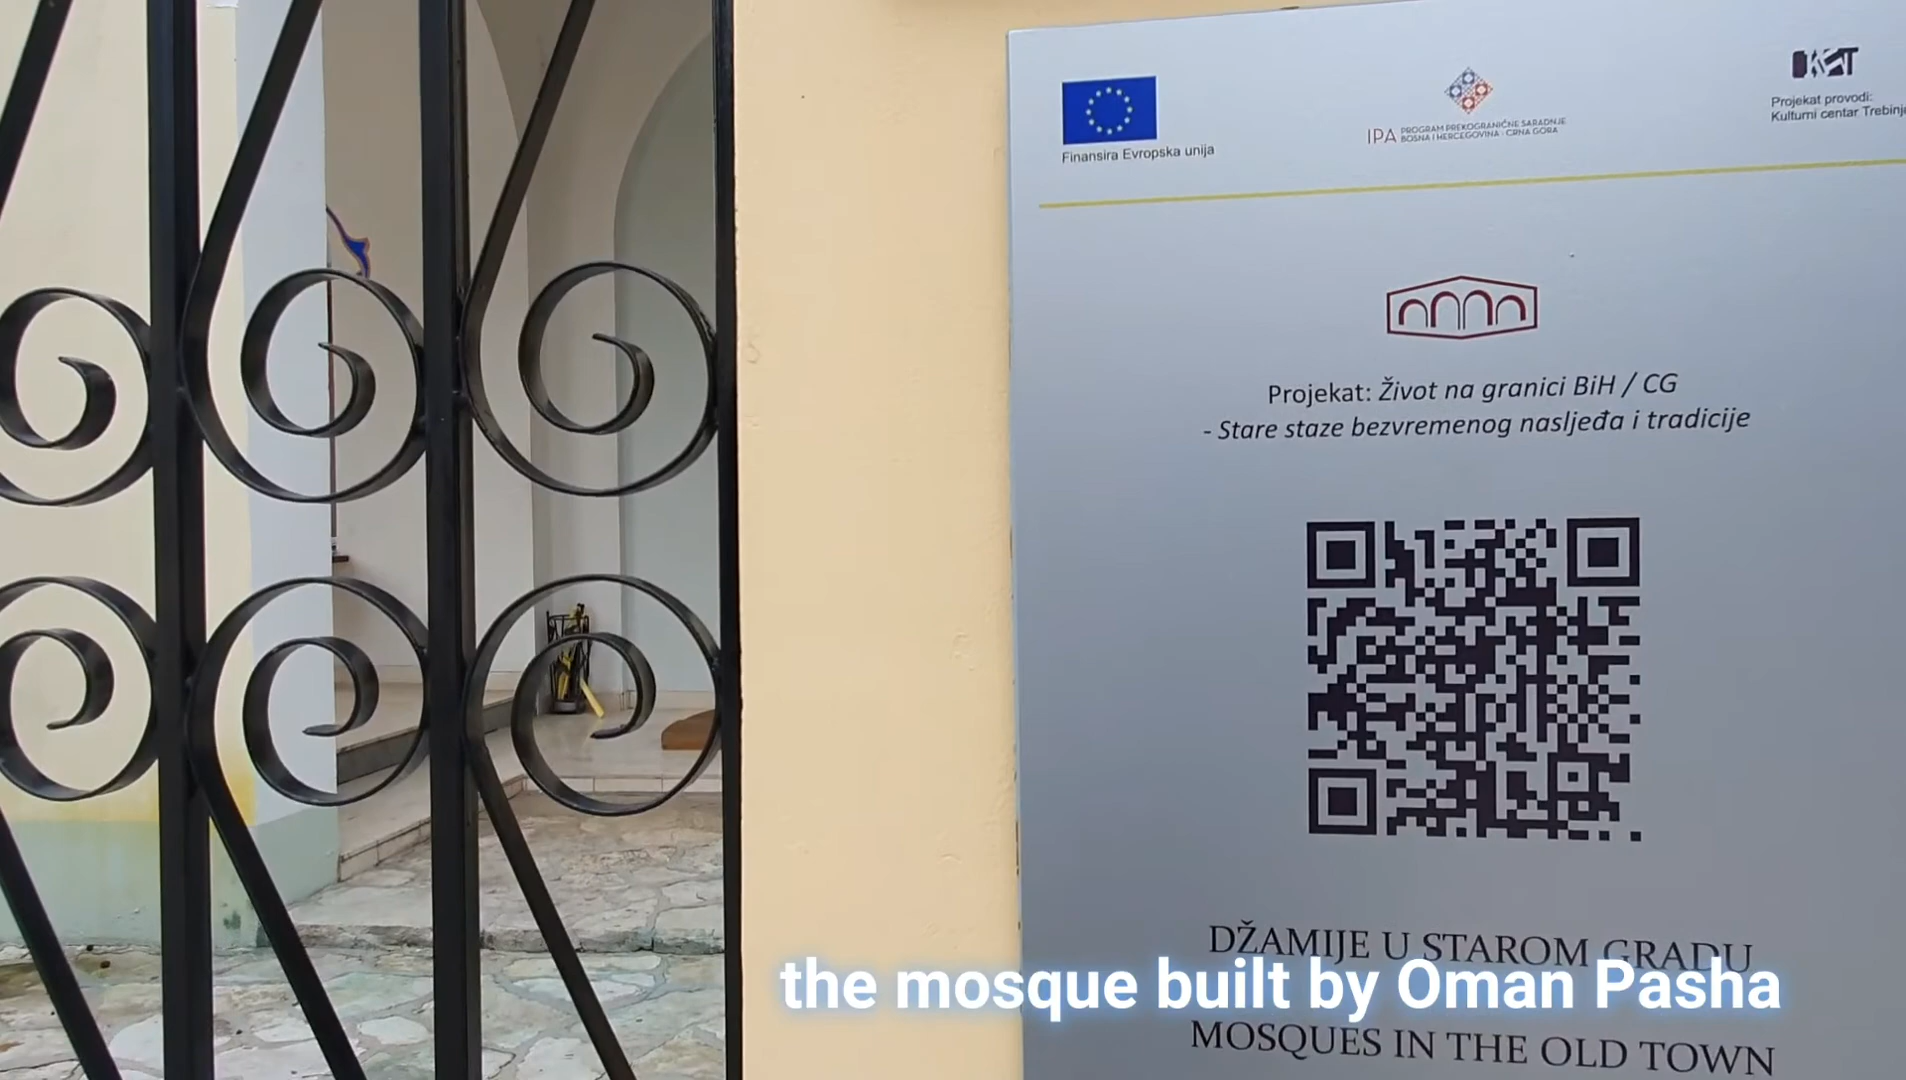 Finansira Evropska unija
IPA PROGRAM PREKOGRANIČNE SARADNJE
BOSNA I HERCEGOVINA - CRNA GORA
Projekat provodi:
Kulturni centar Trebinje
Projekat: Život na granici BiH / CG
- Stare staze bezvremenog nasljeđa i tradicije
DŽAMIJE U STAROM GRADU
the mosque built by Oman Pasha
MOSQUES IN THE OLD TOWN